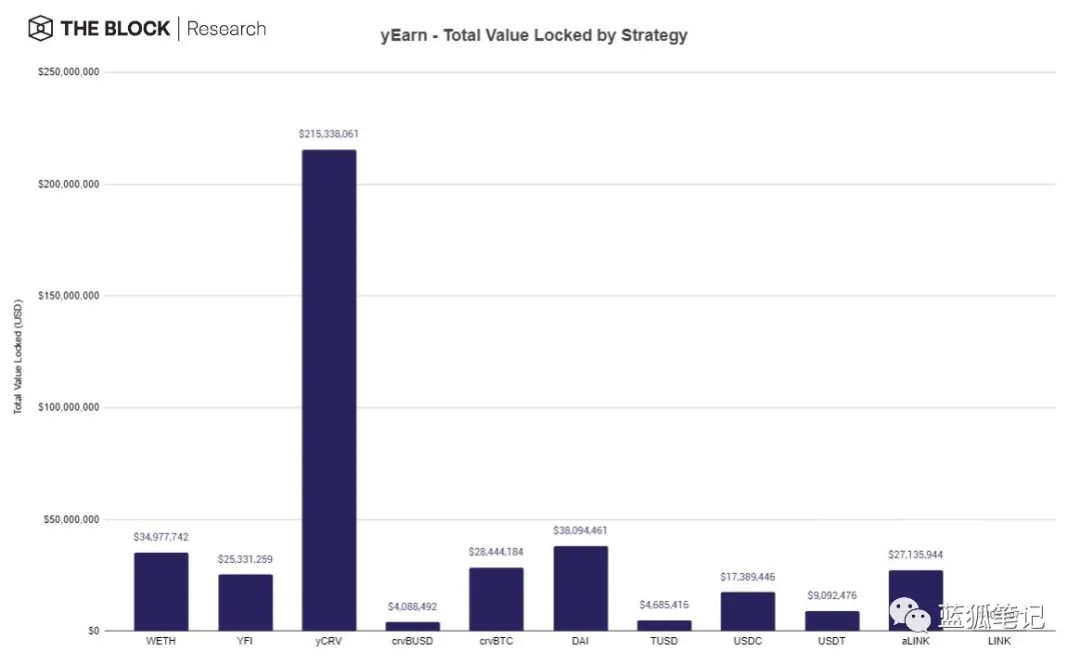 THE BLOCK | Research
yEarn - Total Value Locked by Strategy
Total Value Locked (USD)
$250,000,000
$200,000,000
$150,000,000
$100,000,000
$50,000,000
$0
$34,977,742
$25,331,259
$215,338,061
$4,088,492
$28,444,184
$38,094,461
$4,685,416
$17,389,446
$9,092,476
$27,135,944
WETH
YFI
yCRV
crvBUSD
crvBTC
DAI
TUSD
USDC
USDT
aLINK
LINK
蓝狐笔记